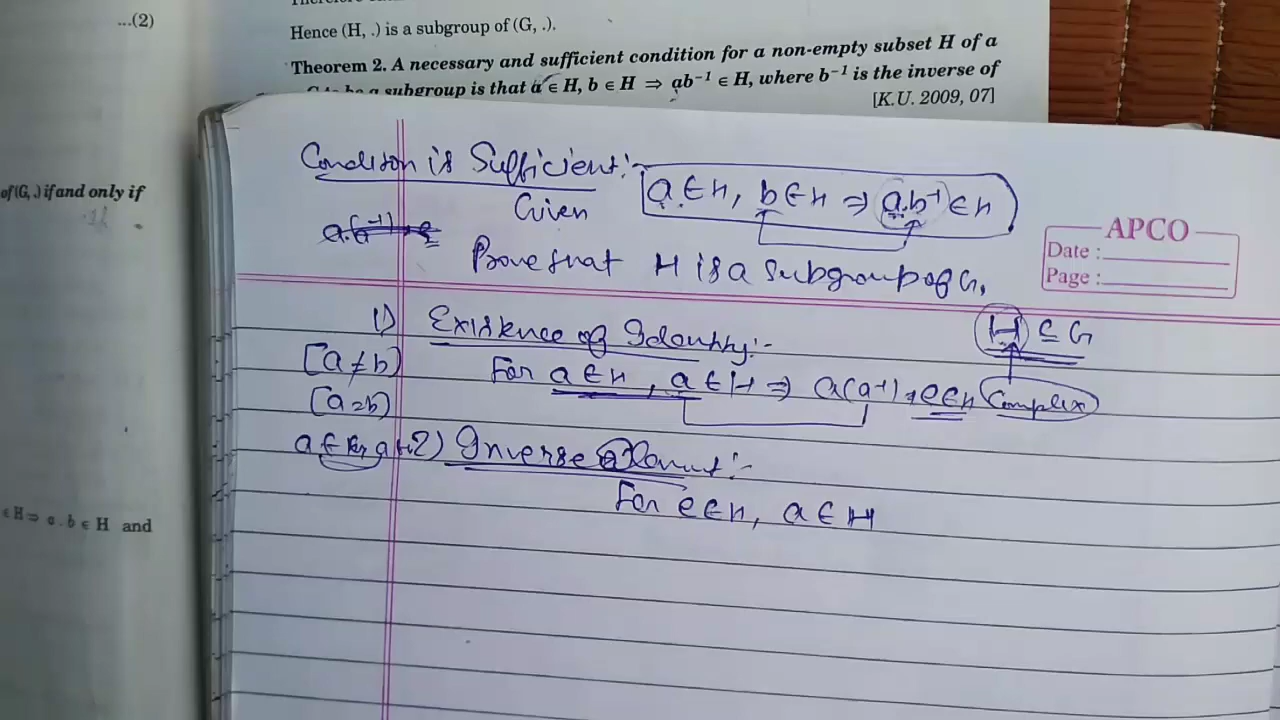 ...(2)
Hence (H, .) is a subgroup of (G, .).
Theorem 2. A necessary and sufficient condition for a non-empty subset H of a
be a subgroup is that a ∈ H, b ∈ H ⇒ ab⁻¹ ∈ H, where b⁻¹ is the inverse of
[K.U. 2009, 07]
of (G, .) if and only if
∈ H ⇒ a . b ∈ H and
Condition is Sufficient:-
Given a ∈ H, b ∈ H ⇒ a.b⁻¹ ∈ H
Prove that H is a Subgroup of G,
APCO
Date :
Page :
1) Existence of Identity:- H ⊆ G
[a ≠ b] For a ∈ H, a ∈ H ⇒ a(a⁻¹) = e ∈ H Complex
[a = b]
2) Inverse Element:-
For e ∈ H, a ∈ H